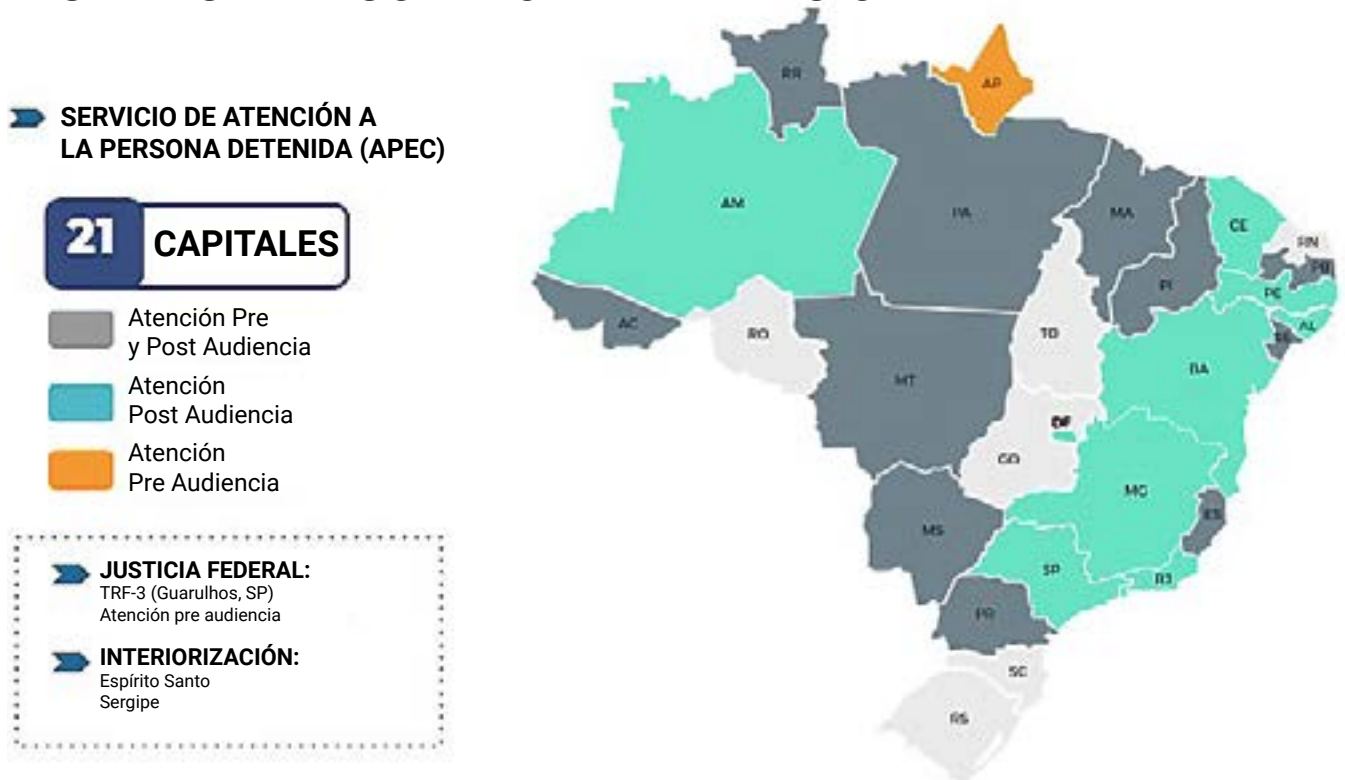 SERVICIO DE ATENCIÓN A
LA PERSONA DETENIDA (APEC)
21 CAPITALES
Atención Pre
y Post Audiencia
Atención
Post Audiencia
Atención
Pre Audiencia
JUSTICIA FEDERAL:
TRF-3 (Guarulhos, SP)
Atención pre audiencia
INTERIORIZACIÓN:
Espírito Santo
Sergipe
RR
AP
AM
PA
MA
CE
RN
PB
PI
PE
AC
RO
TO
AL
MT
BA
DF
GO
MG
MS
ES
SP
RJ
PR
SC
RS